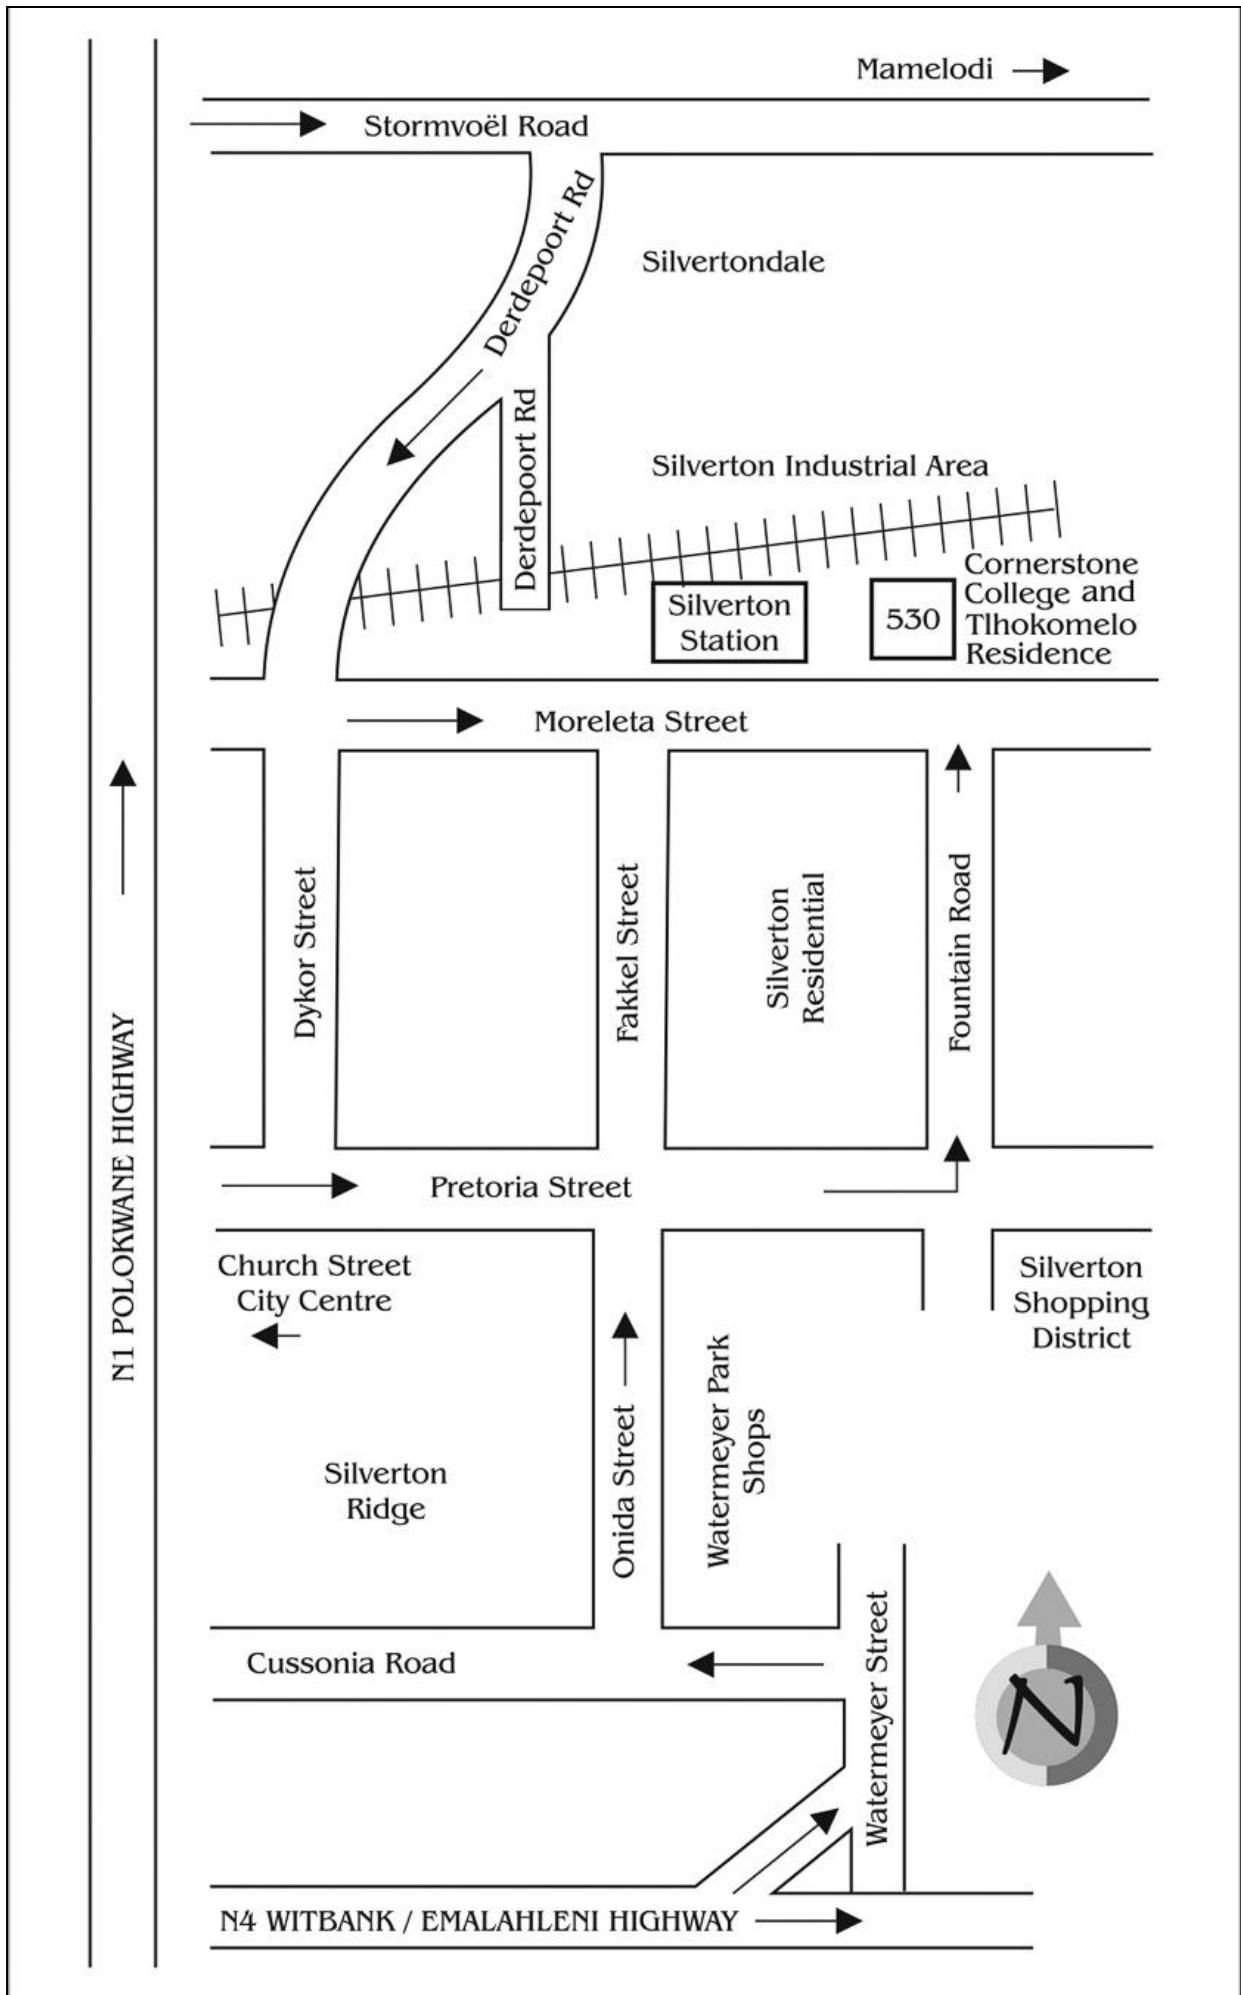 Mamelodi
Stormvoël Road
Derdepoort Rd
Silvertondale
Derdepoort Rd
Silverton Industrial Area
Silverton
Station
530
Cornerstone
College and
Tlhokomelo
Residence
Moreleta Street
Dykor Street
Fakkel Street
Silverton
Residential
Fountain Road
N1 POLOKWANE HIGHWAY
Pretoria Street
Church Street
City Centre
Silverton
Shopping
District
Silverton
Ridge
Onida Street
Watermeyer Park
Shops
Cussonia Road
Watermeyer Street
N
N4 WITBANK / EMALAHLENI HIGHWAY